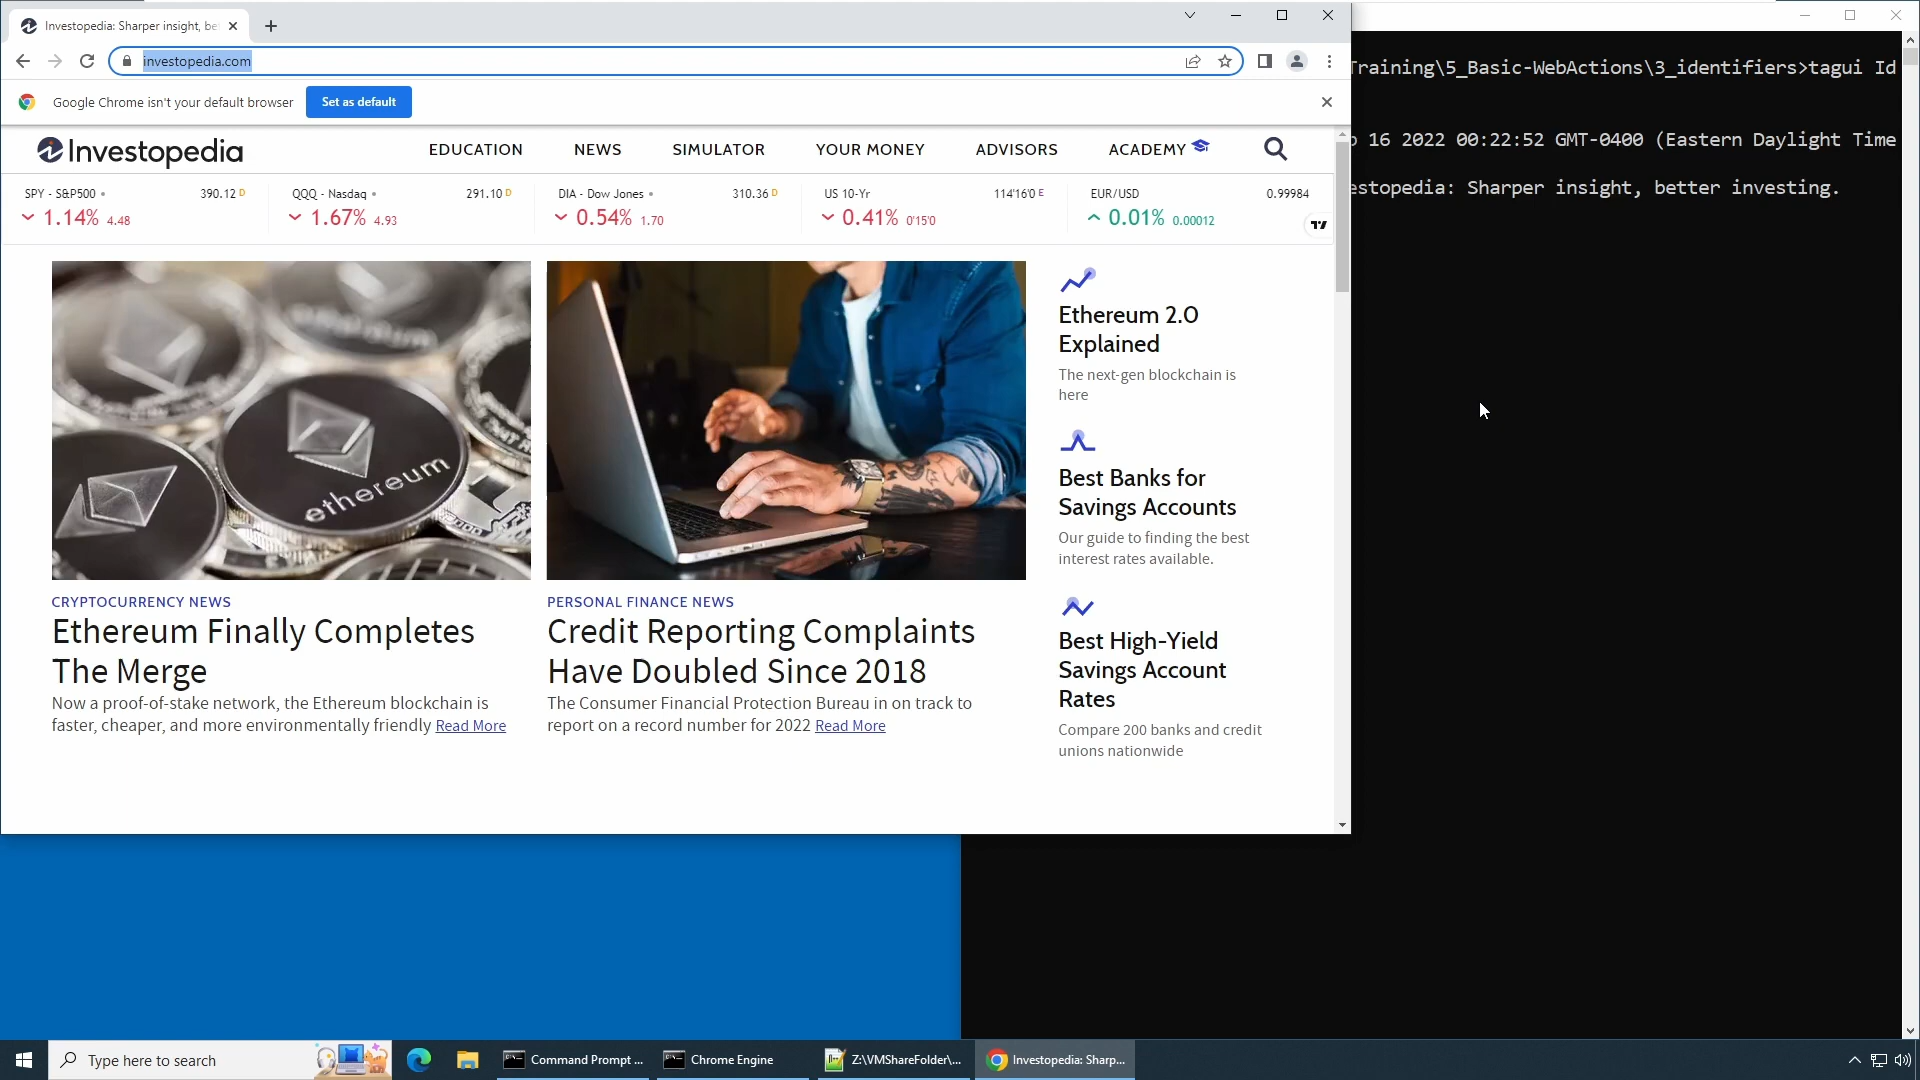 Investopedia: Sharper insight, be
investopedia.com
Google Chrome isn't your default browser
Set as default
Investopedia
EDUCATION
NEWS
SIMULATOR
YOUR MONEY
ADVISORS
ACADEMY
SPY - S&P500 390.12 D
1.14% 4.48
QQQ - Nasdaq 291.10 D
1.67% 4.93
DIA - Dow Jones 310.36 D
0.54% 1.70
US 10-Yr 114'16'0 E
0.41% 0'15'0
EUR/USD 0.99984
0.01% 0.00012
ethereum
CRYPTOCURRENCY NEWS
Ethereum Finally Completes
The Merge
Now a proof-of-stake network, the Ethereum blockchain is
faster, cheaper, and more environmentally friendly Read More
PERSONAL FINANCE NEWS
Credit Reporting Complaints
Have Doubled Since 2018
The Consumer Financial Protection Bureau in on track to
report on a record number for 2022 Read More
Ethereum 2.0
Explained
The next-gen blockchain is
here
Best Banks for
Savings Accounts
Our guide to finding the best
interest rates available.
Best High-Yield
Savings Account
Rates
Compare 200 banks and credit
unions nationwide
Training\5_Basic-WebActions\3_identifiers>tagui Id
16 2022 00:22:52 GMT-0400 (Eastern Daylight Time
estopedia: Sharper insight, better investing.
Type here to search
Command Prompt ...
Chrome Engine
Z:\VMShareFolder\...
Investopedia: Sharp...